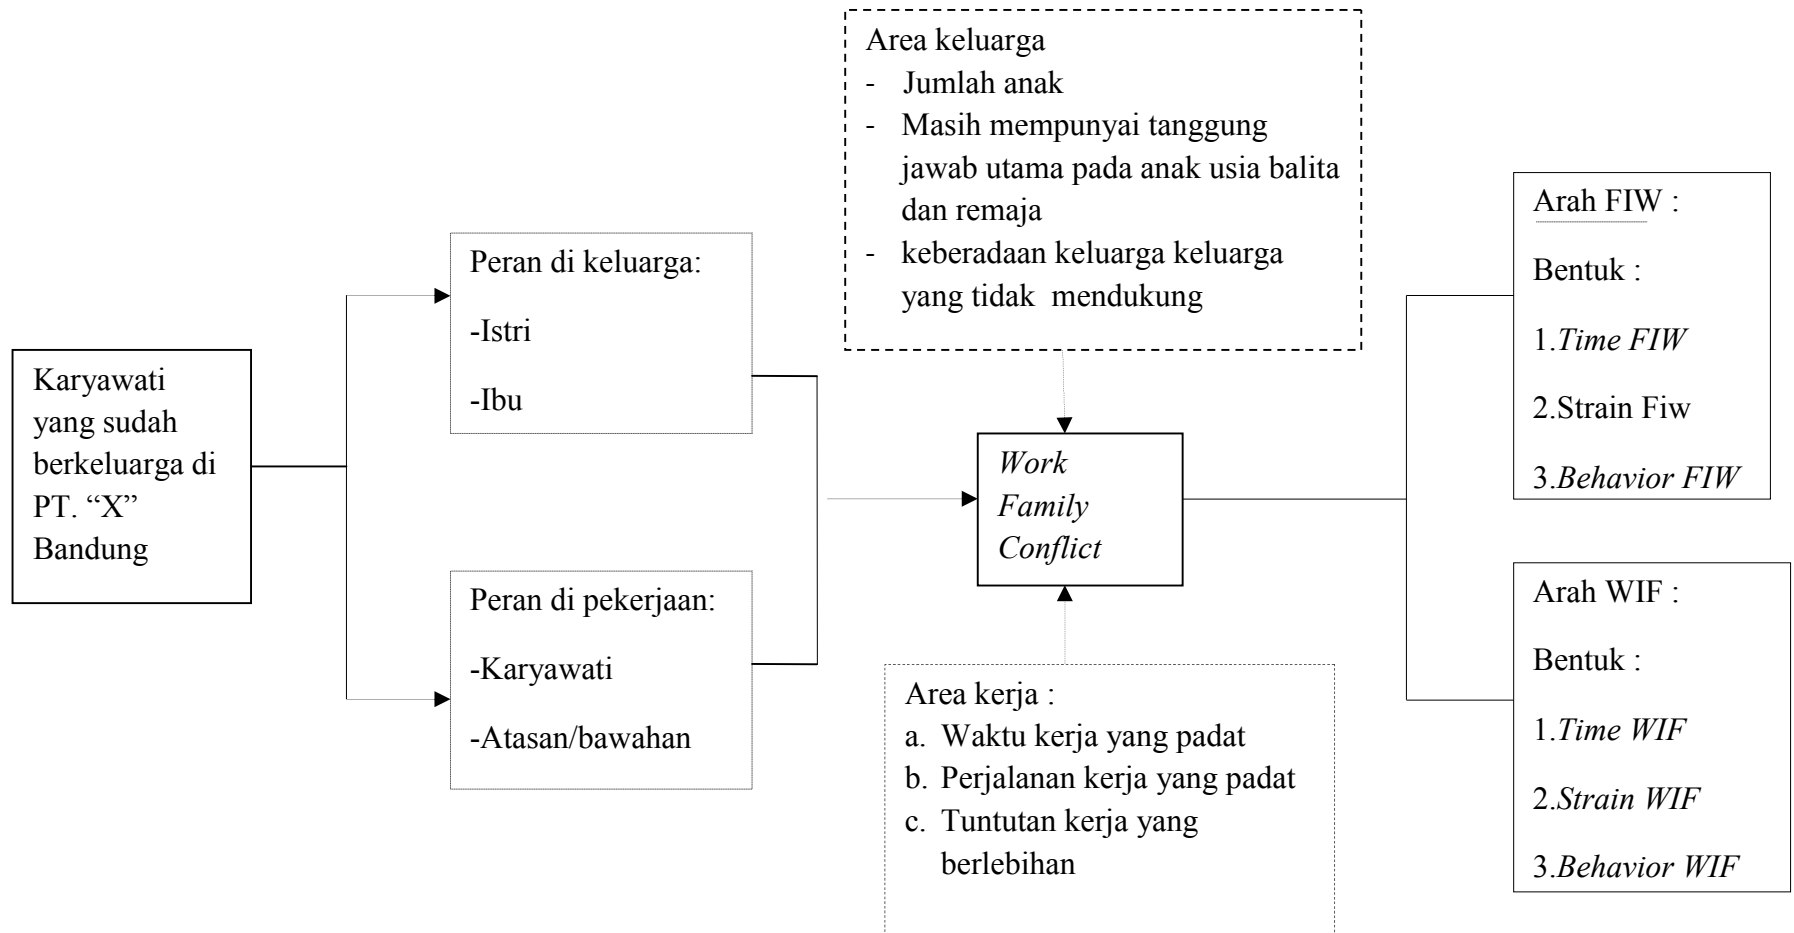 Karyawati
yang sudah
berkeluarga di
PT. “X”
Bandung
Peran di keluarga:
-Istri
-Ibu
Peran di pekerjaan:
-Karyawati
-Atasan/bawahan
Area keluarga
- Jumlah anak
- Masih mempunyai tanggung
jawab utama pada anak usia balita
dan remaja
- keberadaan keluarga keluarga
yang tidak mendukung
Work
Family
Conflict
Area kerja :
a. Waktu kerja yang padat
b. Perjalanan kerja yang padat
c. Tuntutan kerja yang
berlebihan
Arah FIW :
Bentuk :
1.Time FIW
2.Strain Fiw
3.Behavior FIW
Arah WIF :
Bentuk :
1.Time WIF
2.Strain WIF
3.Behavior WIF